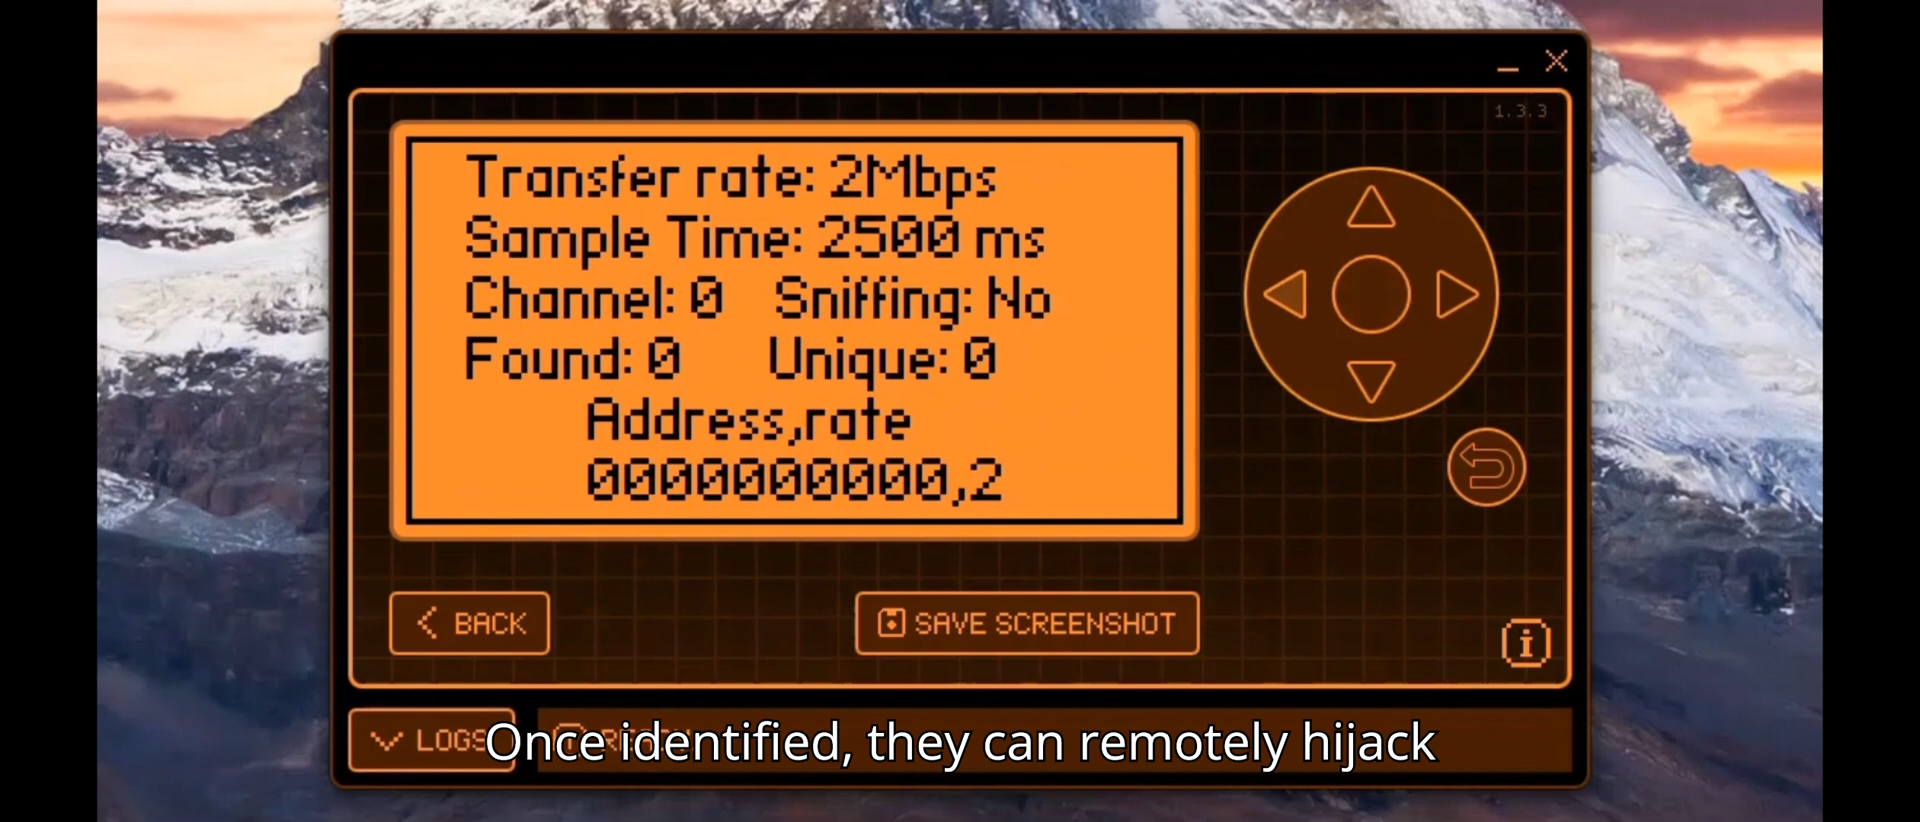 1.3.3
Transfer rate: 2Mbps
Sample Time: 2500 ms
Channel: 0 Sniffing: No
Found: 0 Unique: 0
Address,rate
0000000000,2
BACK
SAVE SCREENSHOT
LOGS
Once identified, they can remotely hijack